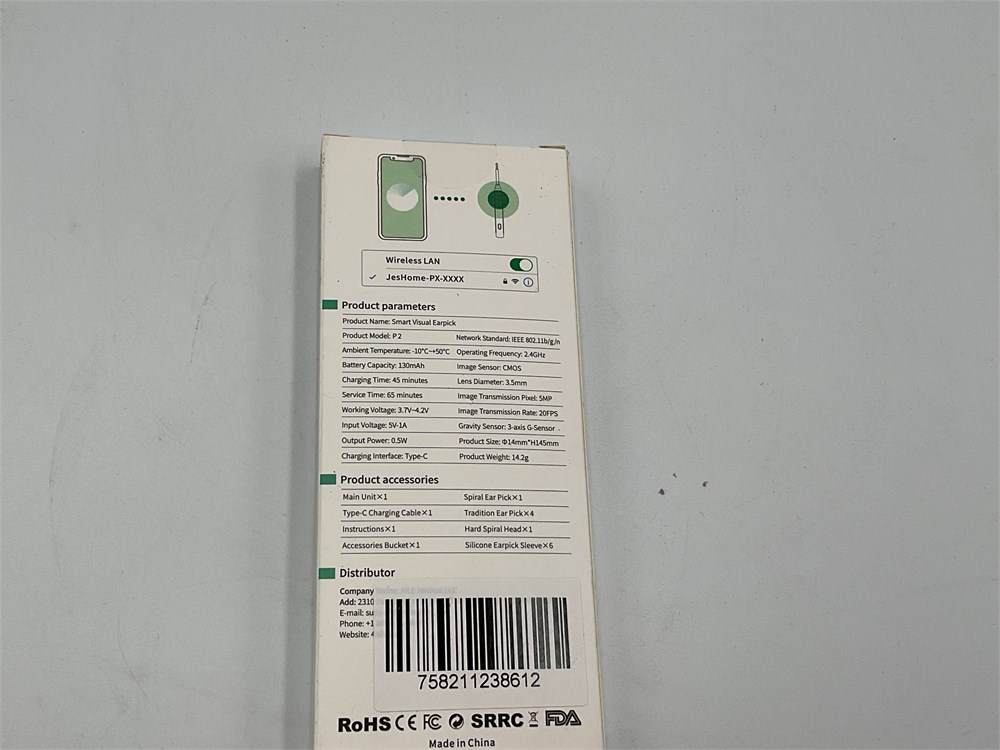 Wireless LAN
✓ JesHome-PX-XXXX
Product parameters
Product Name: Smart Visual Earpick
Product Model: P2
Network Standard: IEEE 802.11b/g/n
Ambient Temperature: -10°C~+50°C
Operating Frequency: 2.4GHz
Battery Capacity: 130mAh
Image Sensor: CMOS
Charging Time: 45 minutes
Lens Diameter: 3.5mm
Service Time: 65 minutes
Image Transmission Pixel: 5MP
Working Voltage: 3.7V~4.2V
Image Transmission Rate: 20FPS
Input Voltage: 5V-1A
Gravity Sensor: 3-axis G-Sensor
Output Power: 0.5W
Product Size: Φ14mm*H145mm
Charging Interface: Type-C
Product Weight: 14.2g
Product accessories
Main Unit×1
Spiral Ear Pick×1
Type-C Charging Cable×1
Tradition Ear Pick×4
Instructions×1
Hard Spiral Head×1
Accessories Bucket×1
Silicone Earpick Sleeve×6
Distributor
Company
Add: 2310
E-mail: su
Phone: +1
Website: 4
758211238612
RoHS CE FC SRRC FDA
Made in China